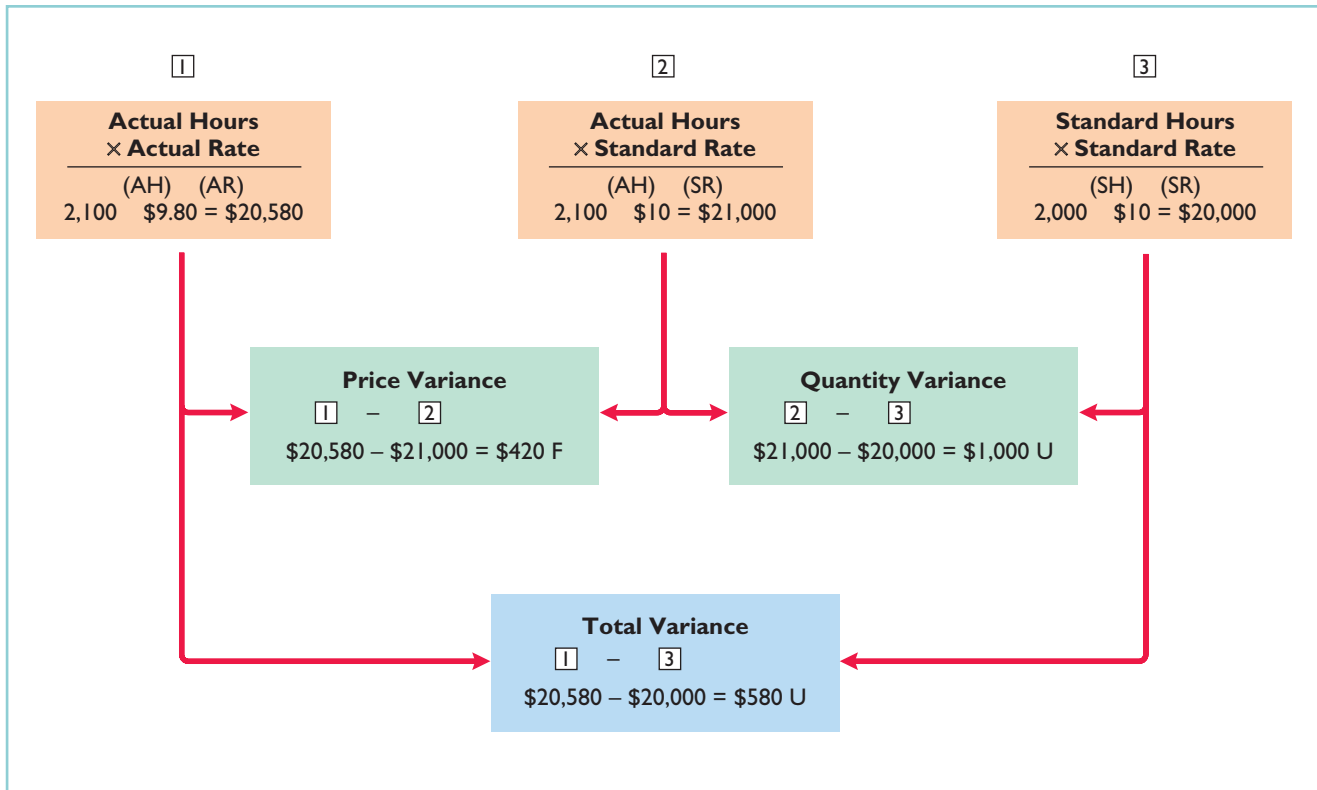 1
2
3
Actual Hours
× Actual Rate
(AH) (AR)
2,100 $9.80 = $20,580
Actual Hours
× Standard Rate
(AH) (SR)
2,100 $10 = $21,000
Standard Hours
× Standard Rate
(SH) (SR)
2,000 $10 = $20,000
Price Variance
1 – 2
$20,580 – $21,000 = $420 F
Quantity Variance
2 – 3
$21,000 – $20,000 = $1,000 U
Total Variance
1 – 3
$20,580 – $20,000 = $580 U